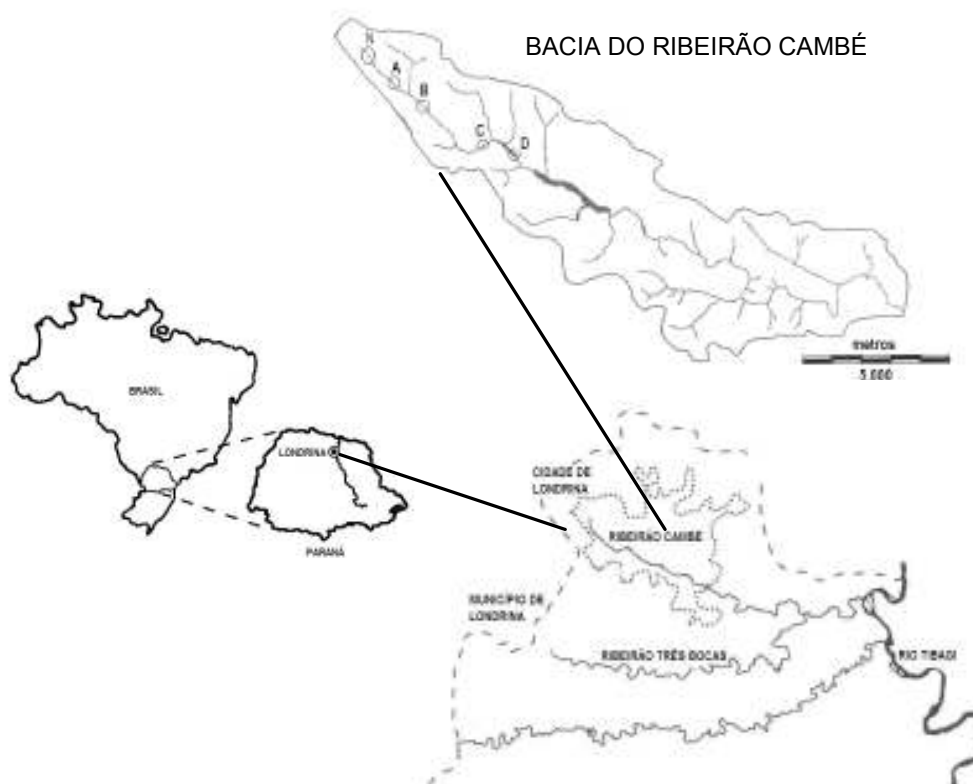 BACIA DO RIBEIRÃO CAMBÉ
N
A
B
C
D
metros
5.000
BRASIL
LONDRINA
PARANÁ
CIDADE DE
LONDRINA
RIBEIRÃO CAMBÉ
MUNICÍPIO DE
LONDRINA
RIBEIRÃO TRÊS BOCAS
RIO TIBAGI